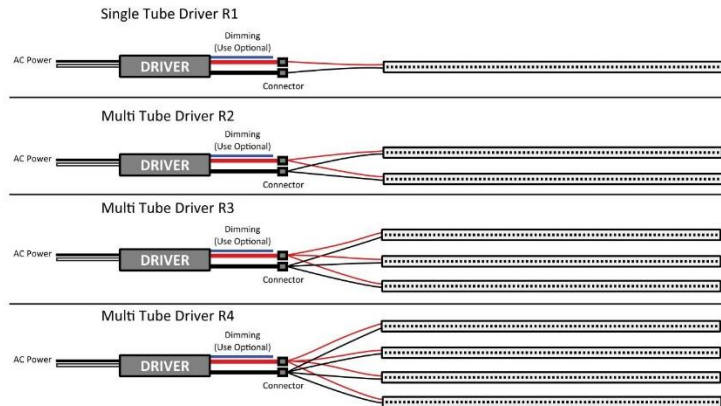 Single Tube Driver R1
Dimming
(Use Optional)
AC Power
DRIVER
Connector
Multi Tube Driver R2
Dimming
(Use Optional)
AC Power
DRIVER
Connector
Multi Tube Driver R3
Dimming
(Use Optional)
AC Power
DRIVER
Connector
Multi Tube Driver R4
Dimming
(Use Optional)
AC Power
DRIVER
Connector